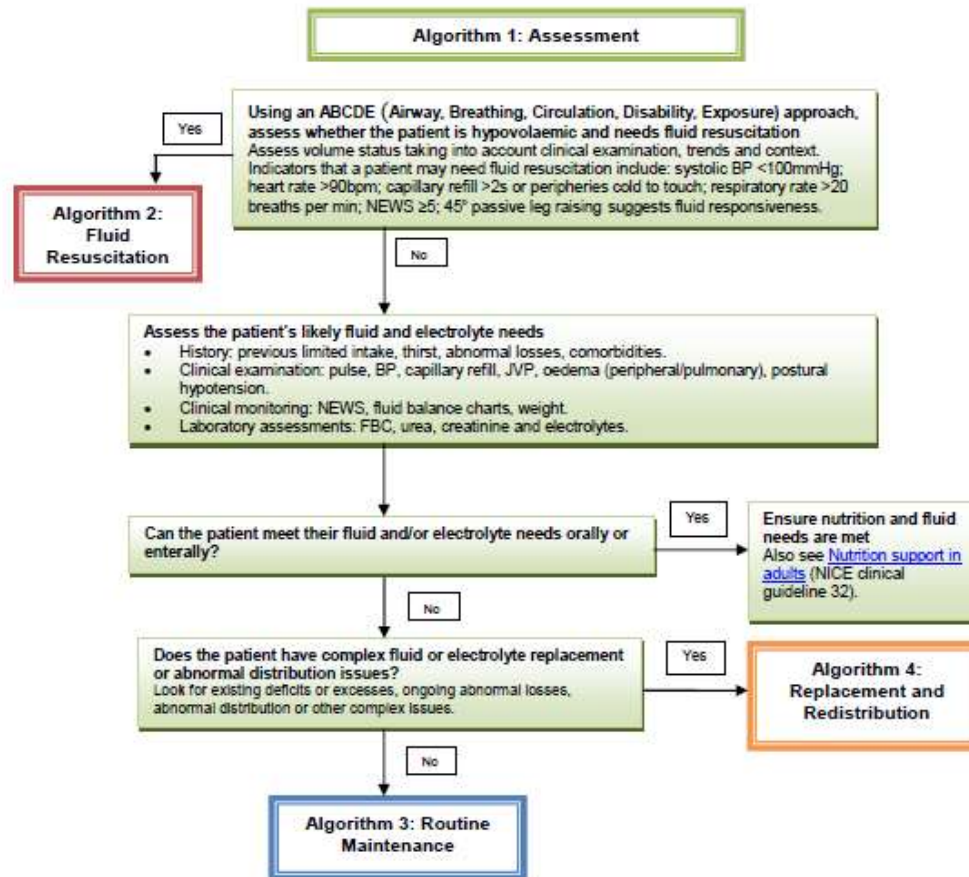 Algorithm 1: Assessment
Using an ABCDE (Airway, Breathing, Circulation, Disability, Exposure) approach,
assess whether the patient is hypovolaemic and needs fluid resuscitation
Assess volume status taking into account clinical examination, trends and context.
Indicators that a patient may need fluid resuscitation include: systolic BP <100mmHg;
heart rate >90bpm; capillary refill >2s or peripheries cold to touch; respiratory rate >20
breaths per min; NEWS ≥5; 45° passive leg raising suggests fluid responsiveness.
Yes
Algorithm 2:
Fluid
Resuscitation
No
Assess the patient's likely fluid and electrolyte needs
• History: previous limited intake, thirst, abnormal losses, comorbidities.
• Clinical examination: pulse, BP, capillary refill, JVP, oedema (peripheral/pulmonary), postural
hypotension.
• Clinical monitoring: NEWS, fluid balance charts, weight.
• Laboratory assessments: FBC, urea, creatinine and electrolytes.
Can the patient meet their fluid and/or electrolyte needs orally or
enterally?
Yes
Ensure nutrition and fluid
needs are met
Also see Nutrition support in
adults (NICE clinical
guideline 32).
No
Does the patient have complex fluid or electrolyte replacement
or abnormal distribution issues?
Look for existing deficits or excesses, ongoing abnormal losses,
abnormal distribution or other complex issues.
Yes
Algorithm 4:
Replacement and
Redistribution
No
Algorithm 3: Routine
Maintenance